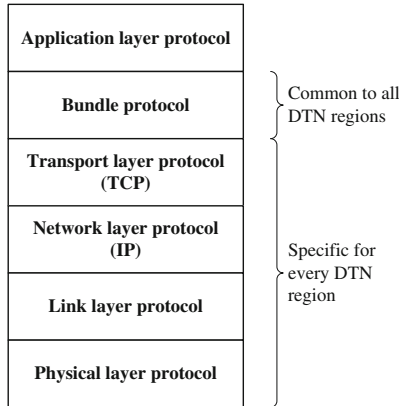 Application layer protocol
Bundle protocol
Common to all
DTN regions
Transport layer protocol
(TCP)
Network layer protocol
(IP)
Link layer protocol
Physical layer protocol
Specific for
every DTN
region